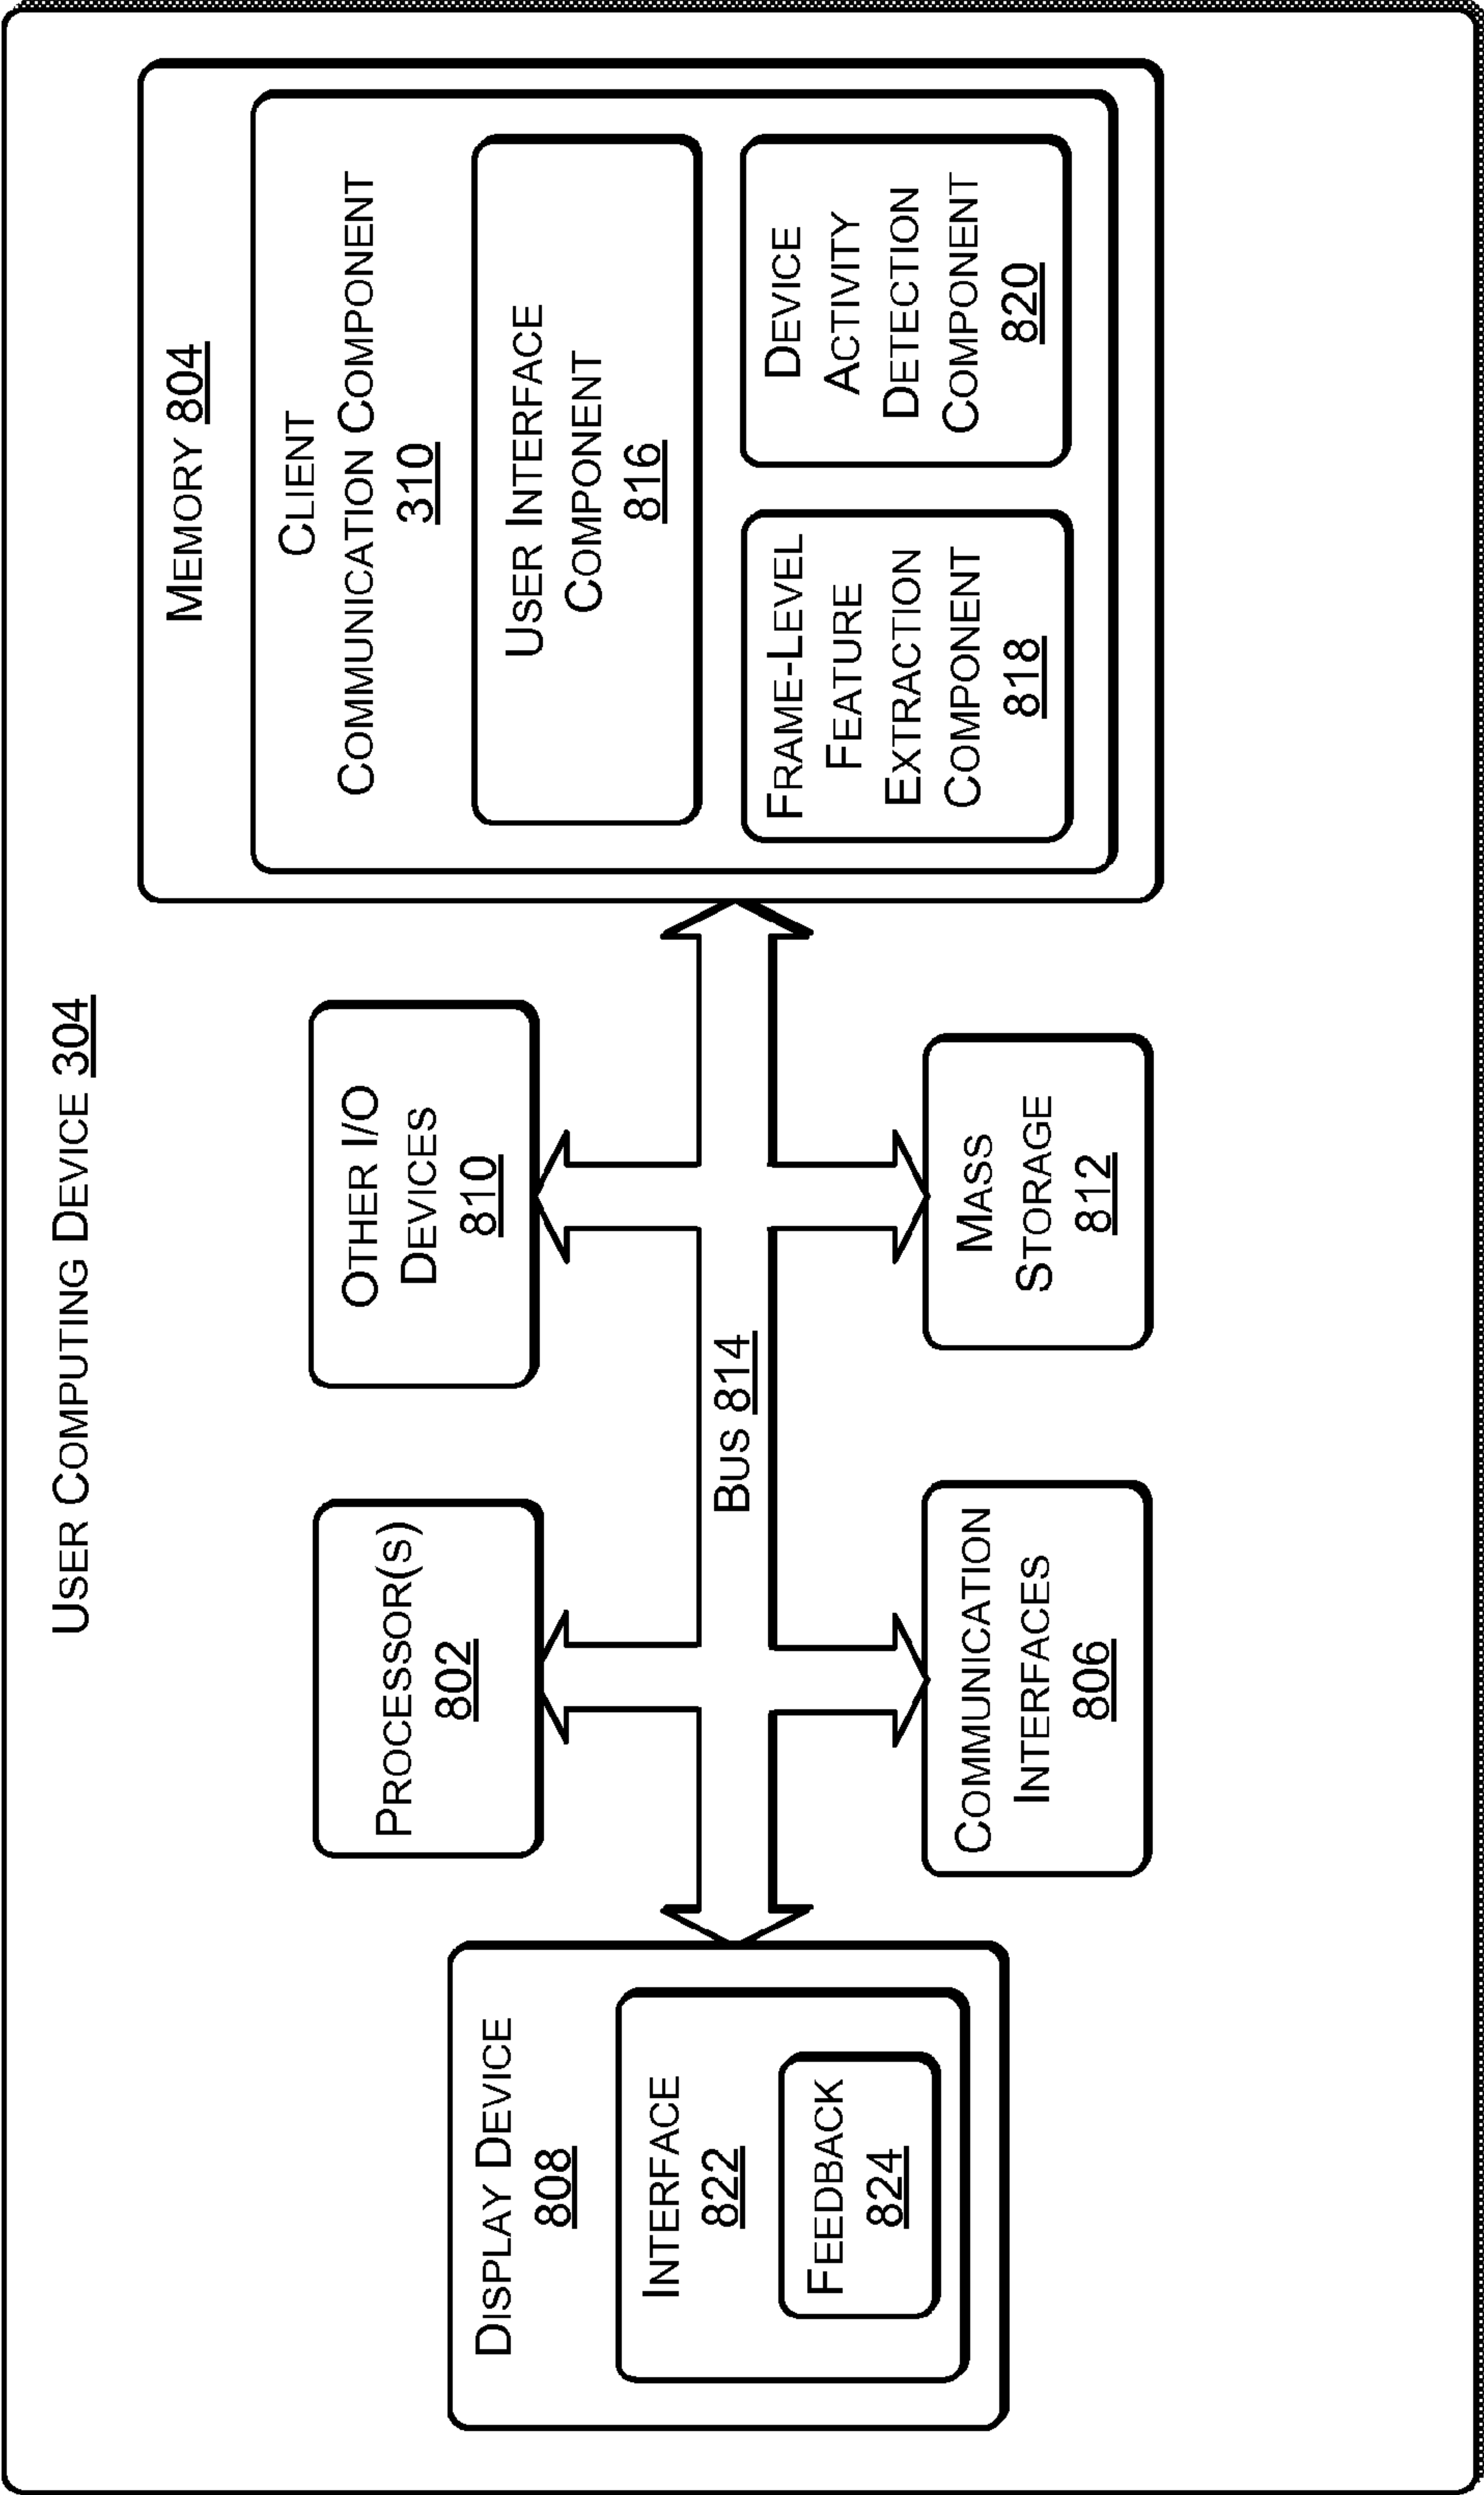 USER COMPUTING DEVICE 304
DISPLAY DEVICE
808
INTERFACE
822
FEEDBACK
824
PROCESSOR(S)
802
OTHER I/O
DEVICES
810
BUS 814
COMMUNICATION
INTERFACES
806
MASS
STORAGE
812
MEMORY 804
CLIENT
COMMUNICATION COMPONENT
310
USER INTERFACE
COMPONENT
816
FRAME-LEVEL
FEATURE
EXTRACTION
COMPONENT
818
DEVICE
ACTIVITY
DETECTION
COMPONENT
820